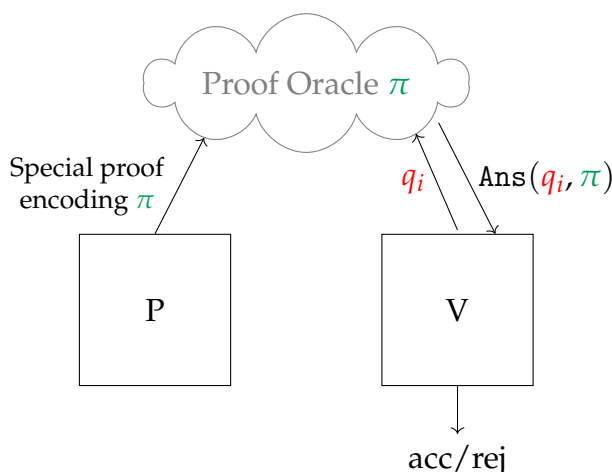 Proof Oracle π
Special proof
encoding π
q_i
Ans(q_i, π)
P
V
acc/rej